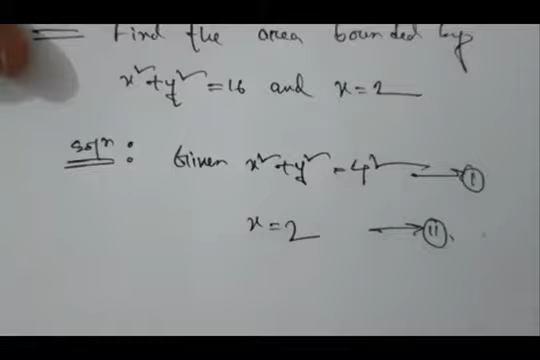 Find the area bounded by
x² + y² = 16 and x = 2
Soln : Given x² + y² = 4² → (I)
x = 2 → (II).